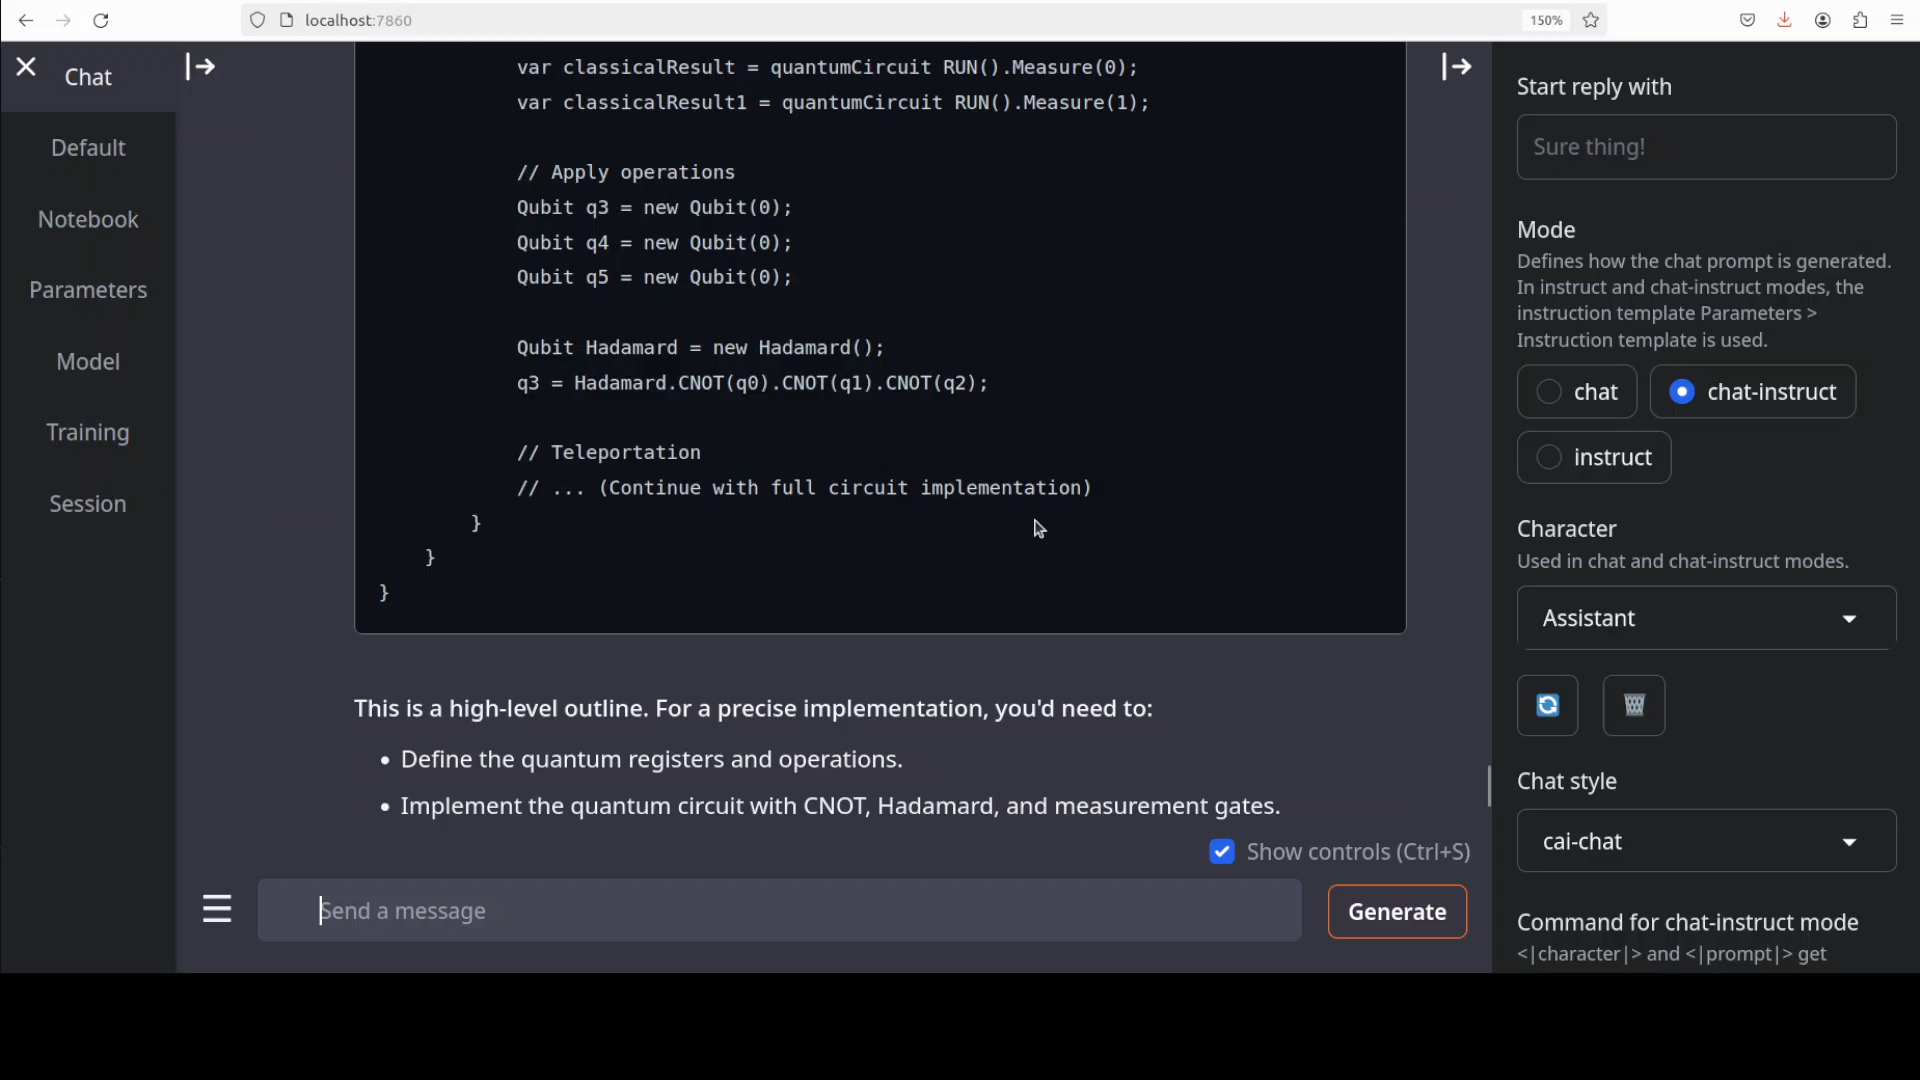 localhost:7860
150%
Chat
Default
Notebook
Parameters
Model
Training
Session
var classicalResult = quantumCircuit RUN().Measure(0);
var classicalResult1 = quantumCircuit RUN().Measure(1);
// Apply operations
Qubit q3 = new Qubit(0);
Qubit q4 = new Qubit(0);
Qubit q5 = new Qubit(0);
Qubit Hadamard = new Hadamard();
q3 = Hadamard.CNOT(q0).CNOT(q1).CNOT(q2);
// Teleportation
// ... (Continue with full circuit implementation)
}
}
}
This is a high-level outline. For a precise implementation, you'd need to:
• Define the quantum registers and operations.
• Implement the quantum circuit with CNOT, Hadamard, and measurement gates.
Show controls (Ctrl+S)
Send a message
Generate
Start reply with
Sure thing!
Mode
Defines how the chat prompt is generated.
In instruct and chat-instruct modes, the
instruction template Parameters >
Instruction template is used.
chat
chat-instruct
instruct
Character
Used in chat and chat-instruct modes.
Assistant
Chat style
cai-chat
Command for chat-instruct mode
<|character|> and <|prompt|> get